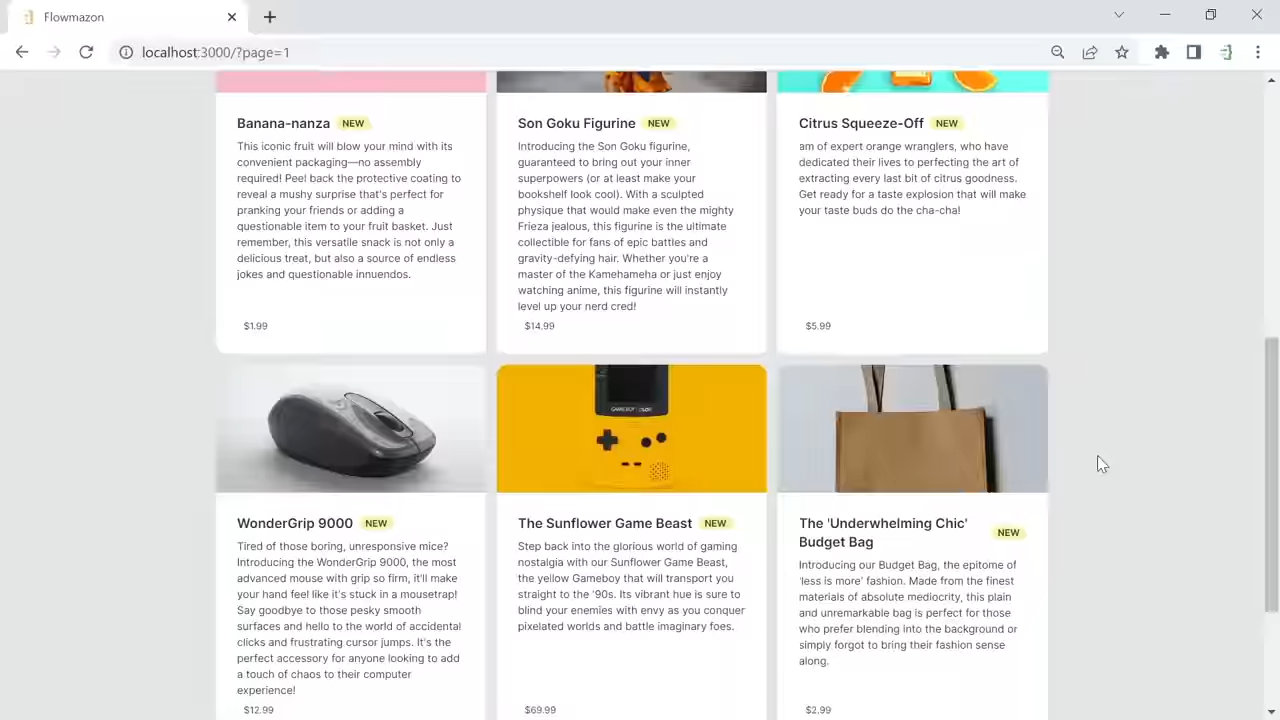 Flowmazon
localhost:3000/?page=1
Banana-nanza NEW
This iconic fruit will blow your mind with its
convenient packaging—no assembly
required! Peel back the protective coating to
reveal a mushy surprise that's perfect for
pranking your friends or adding a
questionable item to your fruit basket. Just
remember, this versatile snack is not only a
delicious treat, but also a source of endless
jokes and questionable innuendos.
$1.99
Son Goku Figurine NEW
Introducing the Son Goku figurine,
guaranteed to bring out your inner
superpowers (or at least make your
bookshelf look cool). With a sculpted
physique that would make even the mighty
Frieza jealous, this figurine is the ultimate
collectible for fans of epic battles and
gravity-defying hair. Whether you're a
master of the Kamehameha or just enjoy
watching anime, this figurine will instantly
level up your nerd cred!
$14.99
Citrus Squeeze-Off NEW
am of expert orange wranglers, who have
dedicated their lives to perfecting the art of
extracting every last bit of citrus goodness.
Get ready for a taste explosion that will make
your taste buds do the cha-cha!
$5.99
WonderGrip 9000 NEW
Tired of those boring, unresponsive mice?
Introducing the WonderGrip 9000, the most
advanced mouse with grip so firm, it'll make
your hand feel like it's stuck in a mousetrap!
Say goodbye to those pesky smooth
surfaces and hello to the world of accidental
clicks and frustrating cursor jumps. It's the
perfect accessory for anyone looking to add
a touch of chaos to their computer
experience!
$12.99
GAMEBOY COLOR
The Sunflower Game Beast NEW
Step back into the glorious world of gaming
nostalgia with our Sunflower Game Beast,
the yellow Gameboy that will transport you
straight to the '90s. Its vibrant hue is sure to
blind your enemies with envy as you conquer
pixelated worlds and battle imaginary foes.
$69.99
The 'Underwhelming Chic'
Budget Bag NEW
Introducing our Budget Bag, the epitome of
'less is more' fashion. Made from the finest
materials of absolute mediocrity, this plain
and unremarkable bag is perfect for those
who prefer blending into the background or
simply forgot to bring their fashion sense
along.
$2.99